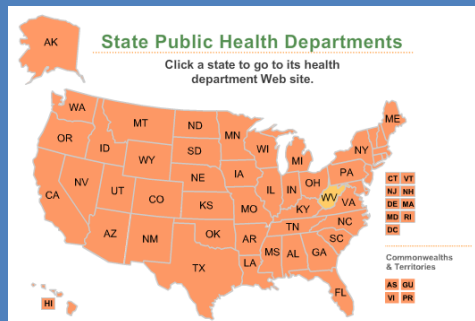 AK
State Public Health Departments
Click a state to go to its health
department Web site.
WA
MT
ND
MN
ME
OR
ID
SD
WI
MI
NY
WY
NE
IA
PA
NV
UT
CO
KS
MO
IL
IN
OH
WV
VA
CA
KY
AZ
NM
OK
AR
TN
NC
SC
TX
LA
MS
AL
GA
FL
HI
CT VT
NJ NH
DE MA
MD RI
DC
Commonwealths
& Territories
AS GU
VI PR